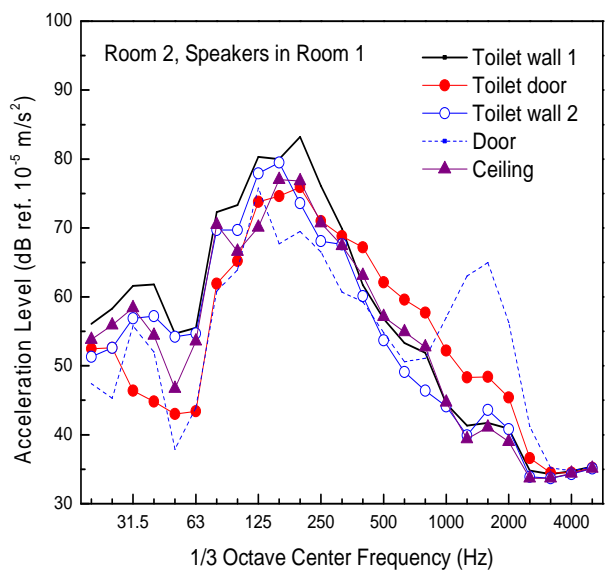 Room 2, Speakers in Room 1
Toilet wall 1
Toilet door
Toilet wall 2
Door
Ceiling
Acceleration Level (dB ref. 10⁻⁵ m/s²)
100
90
80
70
60
50
40
30
31.5 63 125 250 500 1000 2000 4000
1/3 Octave Center Frequency (Hz)